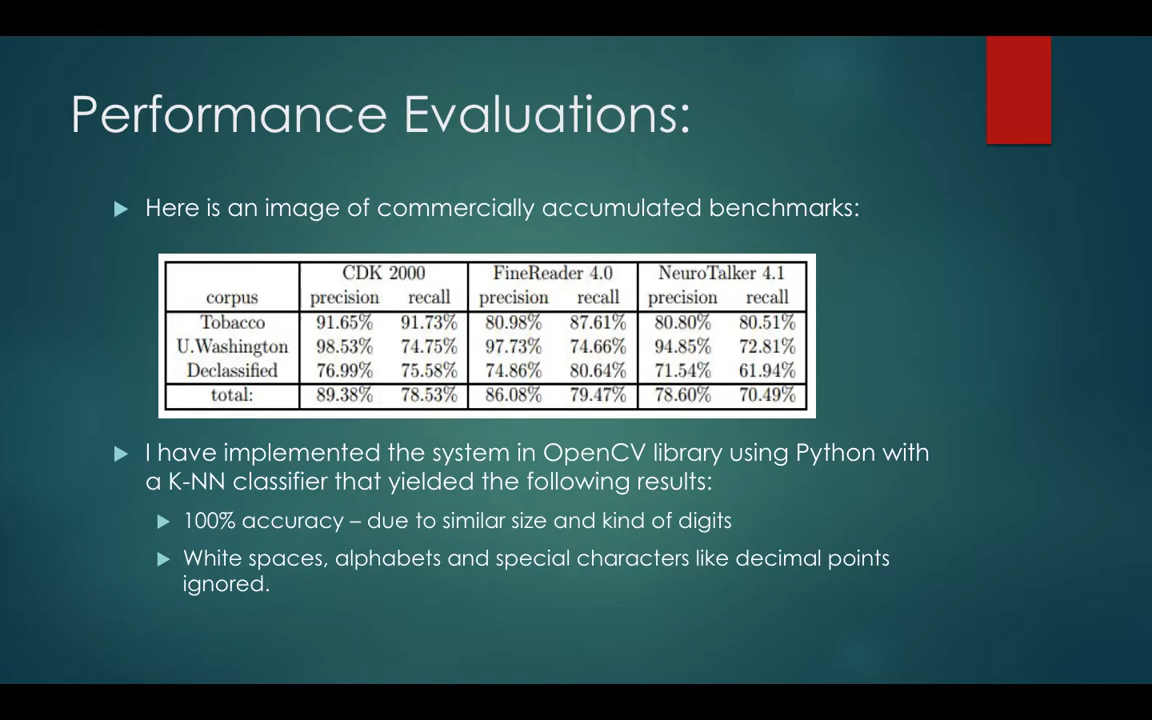 Performance Evaluations:
Here is an image of commercially accumulated benchmarks:
CDK 2000 FineReader 4.0 NeuroTalker 4.1
corpus precision recall precision recall precision recall
Tobacco 91.65% 91.73% 80.98% 87.61% 80.80% 80.51%
U.Washington 98.53% 74.75% 97.73% 74.66% 94.85% 72.81%
Declassified 76.99% 75.58% 74.86% 80.64% 71.54% 61.94%
total: 89.38% 78.53% 86.08% 79.47% 78.60% 70.49%
I have implemented the system in OpenCV library using Python with
a K-NN classifier that yielded the following results:
100% accuracy – due to similar size and kind of digits
White spaces, alphabets and special characters like decimal points
ignored.